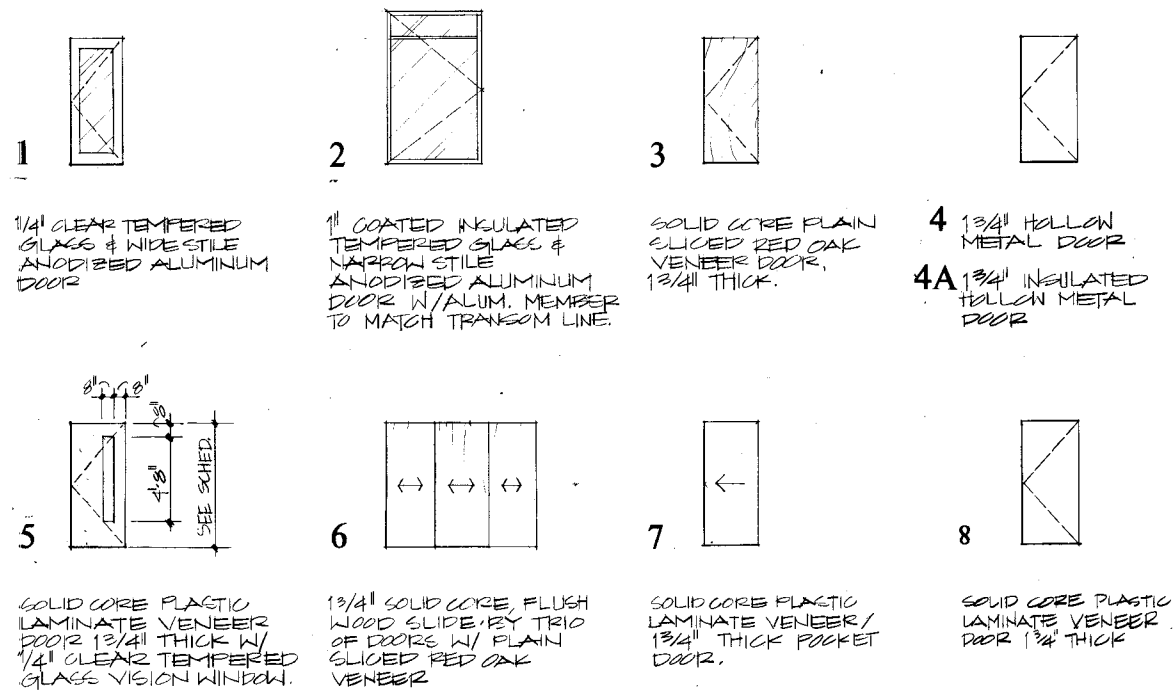 1
1/4" CLEAR TEMPERED
GLASS & WIDE STILE
ANODIZED ALUMINUM
DOOR
2
1" COATED INSULATED
TEMPERED GLASS &
NARROW STILE
ANODIZED ALUMINUM
DOOR W/ALUM. MEMBER
TO MATCH TRANSOM LINE.
3
SOLID CORE PLAIN
SLICED RED OAK
VENEER DOOR,
1 3/4" THICK.
4 1 3/4" HOLLOW
METAL DOOR
4A 1 3/4" INSULATED
HOLLOW METAL
DOOR
5
8" 8"
8"
4'-8"
SEE SCHED.
SOLID CORE PLASTIC
LAMINATE VENEER
DOOR 1 3/4" THICK W/
1/4" CLEAR TEMPERED
GLASS VISION WINDOW.
6
1 3/4" SOLID CORE, FLUSH
WOOD SLIDE-BY TRIO
OF DOORS W/ PLAIN
SLICED RED OAK
VENEER
7
SOLID CORE PLASTIC
LAMINATE VENEER/
1 3/4" THICK POCKET
DOOR.
8
SOLID CORE PLASTIC
LAMINATE VENEER
DOOR 1 3/4" THICK